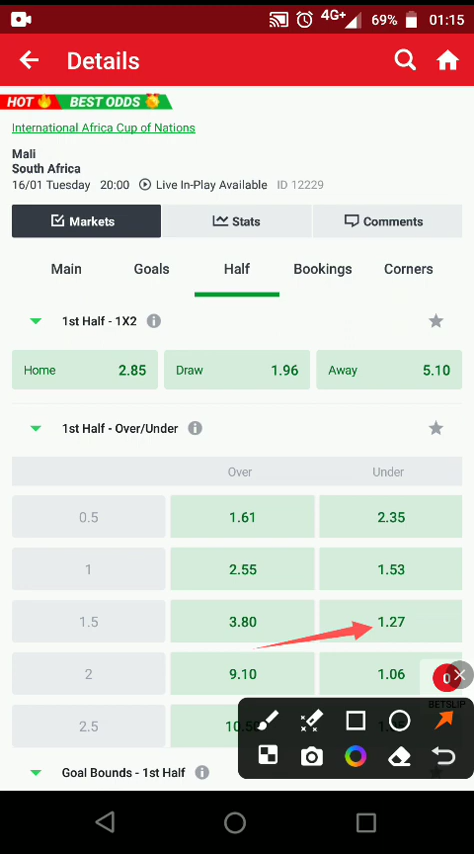 4G+ 69% 01:15
Details
HOT BEST ODDS
International Africa Cup of Nations
Mali
South Africa
16/01 Tuesday 20:00 Live In-Play Available ID 12229
Markets Stats Comments
Main Goals Half Bookings Corners
1st Half - 1X2
Home 2.85 Draw 1.96 Away 5.10
1st Half - Over/Under
Over Under
0.5 1.61 2.35
1 2.55 1.53
1.5 3.80 1.27
2 9.10 1.06
0
BETSLIP
2.5
Goal Bounds - 1st Half